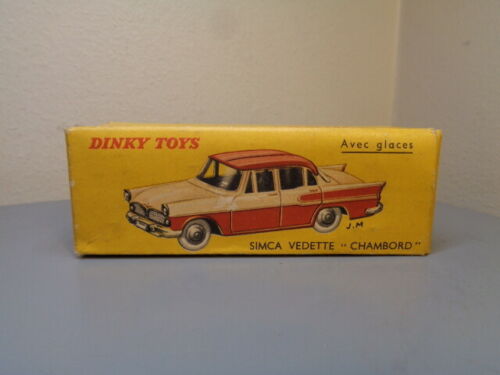 DINKY TOYS
Avec glaces
J.M
SIMCA VEDETTE "CHAMBORD"